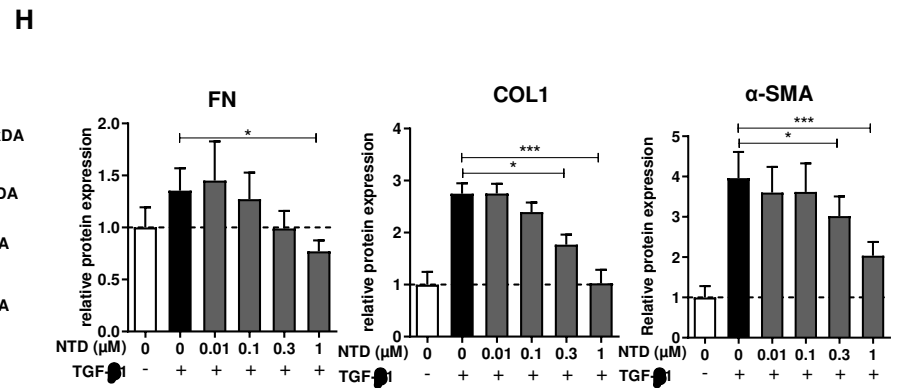 H
FN
COL1
α-SMA
DA
DA
A
A
relative protein expression
2.0
1.5
1.0
0.5
0.0
*
NTD (μM) 0 0 0.01 0.1 0.3 1
TGF-β1 - + + + + +
relative protein expression
4
3
2
1
0
***
*
NTD (μM) 0 0 0.01 0.1 0.3 1
TGF-β1 - + + + + +
Relative protein expression
5
4
3
2
1
0
***
*
NTD (μM) 0 0 0.01 0.1 0.3 1
TGF-β1 - + + + + +